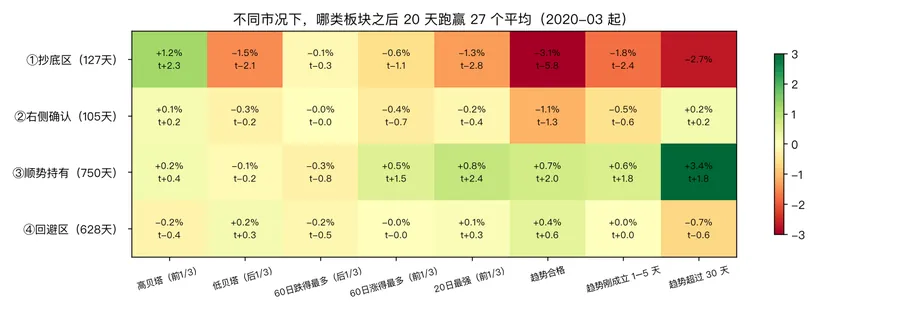 不同市况下，哪类板块之后 20 天跑赢 27 个平均（2020-03 起）
①抄底区（127天）
+1.2%
t+2.3
−1.5%
t−2.1
−0.1%
t−0.3
−0.6%
t−1.1
−1.3%
t−2.8
−3.1%
t−5.8
−1.8%
t−2.4
−2.7%
②右侧确认（105天）
+0.1%
t+0.2
−0.3%
t−0.2
−0.0%
t−0.0
−0.4%
t−0.7
−0.2%
t−0.4
−1.1%
t−1.3
−0.5%
t−0.6
+0.2%
t+0.2
③顺势持有（750天）
+0.2%
t+0.4
−0.1%
t−0.2
−0.3%
t−0.8
+0.5%
t+1.5
+0.8%
t+2.4
+0.7%
t+2.0
+0.6%
t+1.8
+3.4%
t+1.8
④回避区（628天）
−0.2%
t−0.4
+0.2%
t+0.3
−0.2%
t−0.5
−0.0%
t−0.0
+0.1%
t+0.3
+0.4%
t+0.6
+0.0%
t+0.0
−0.7%
t−0.6
高贝塔（前1/3）
低贝塔（后1/3）
60日跌得最多（后1/3）
60日涨得最多（前1/3）
20日最强（前1/3）
趋势合格
趋势刚成立 1—5 天
趋势超过 30 天
3
2
1
0
−1
−2
−3